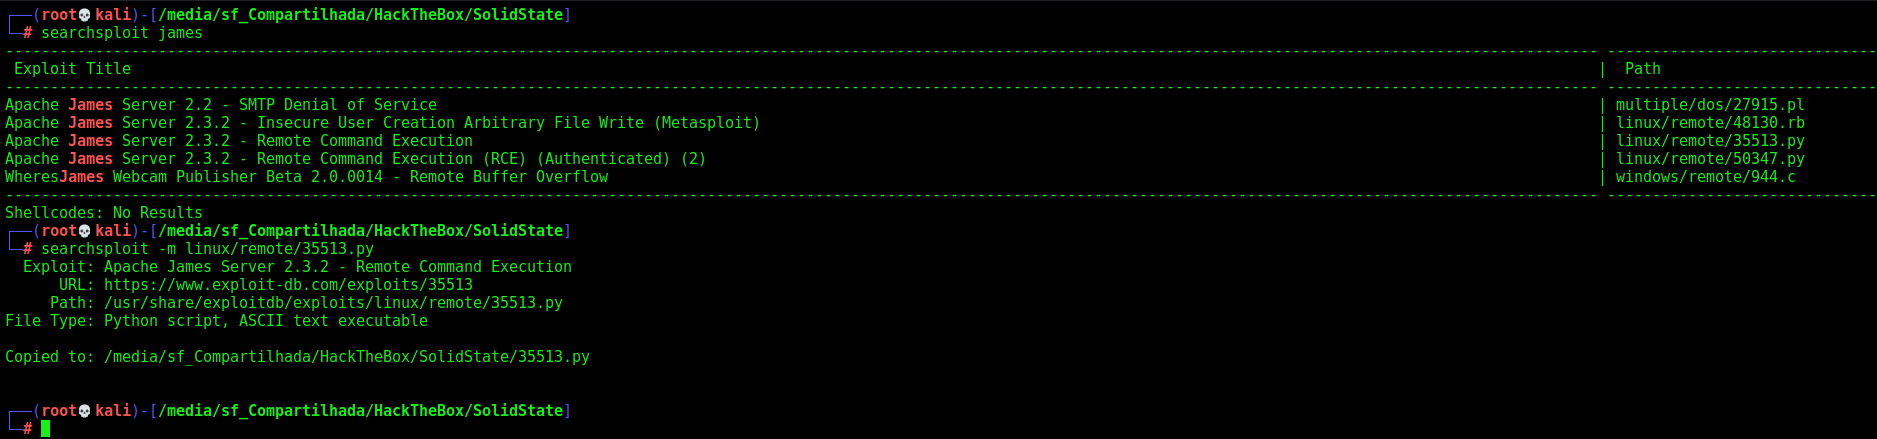 ┌──(root💀kali)-[/media/sf_Compartilhada/HackTheBox/SolidState]
└─# searchsploit james
---------------------------------------------------------------------------------------------------------------------------------------------------------------------------------- ------------------------------
 Exploit Title                                                                                                                                                                    |  Path
---------------------------------------------------------------------------------------------------------------------------------------------------------------------------------- ------------------------------
Apache James Server 2.2 - SMTP Denial of Service                                                                                                                                  | multiple/dos/27915.pl
Apache James Server 2.3.2 - Insecure User Creation Arbitrary File Write (Metasploit)                                                                                              | linux/remote/48130.rb
Apache James Server 2.3.2 - Remote Command Execution                                                                                                                              | linux/remote/35513.py
Apache James Server 2.3.2 - Remote Command Execution (RCE) (Authenticated) (2)                                                                                                    | linux/remote/50347.py
WheresJames Webcam Publisher Beta 2.0.0014 - Remote Buffer Overflow                                                                                                               | windows/remote/944.c
---------------------------------------------------------------------------------------------------------------------------------------------------------------------------------- ------------------------------
Shellcodes: No Results
┌──(root💀kali)-[/media/sf_Compartilhada/HackTheBox/SolidState]
└─# searchsploit -m linux/remote/35513.py
  Exploit: Apache James Server 2.3.2 - Remote Command Execution
      URL: https://www.exploit-db.com/exploits/35513
     Path: /usr/share/exploitdb/exploits/linux/remote/35513.py
File Type: Python script, ASCII text executable

Copied to: /media/sf_Compartilhada/HackTheBox/SolidState/35513.py


┌──(root💀kali)-[/media/sf_Compartilhada/HackTheBox/SolidState]
└─#